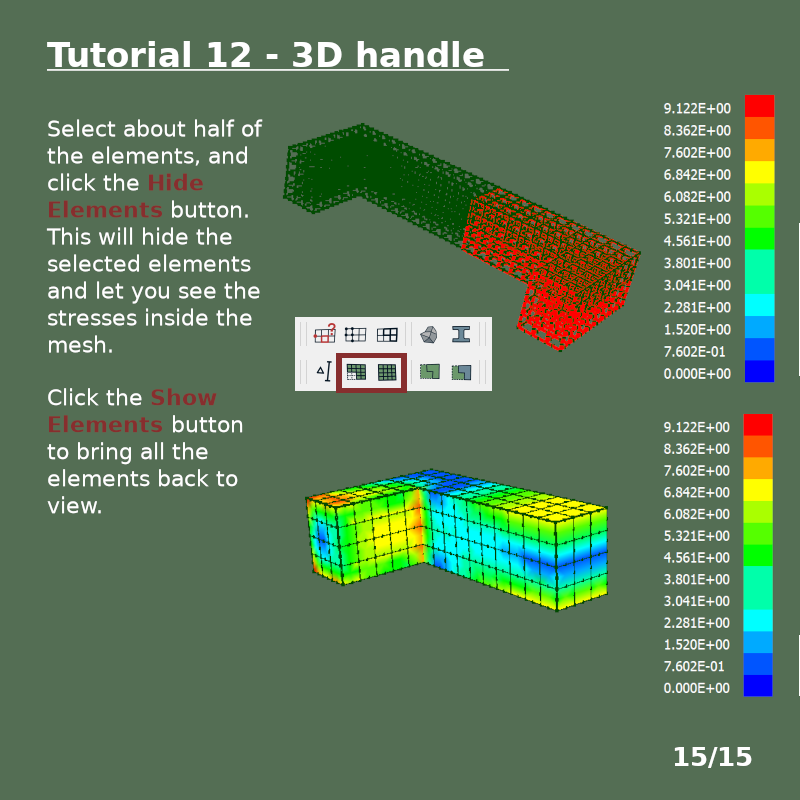 Tutorial 12 - 3D handle
Select about half of
the elements, and
click the Hide
Elements button.
This will hide the
selected elements
and let you see the
stresses inside the
mesh.
Click the Show
Elements button
to bring all the
elements back to
view.
9.122E+00
8.362E+00
7.602E+00
6.842E+00
6.082E+00
5.321E+00
4.561E+00
3.801E+00
3.041E+00
2.281E+00
1.520E+00
7.602E-01
0.000E+00
?
9.122E+00
8.362E+00
7.602E+00
6.842E+00
6.082E+00
5.321E+00
4.561E+00
3.801E+00
3.041E+00
2.281E+00
1.520E+00
7.602E-01
0.000E+00
15/15